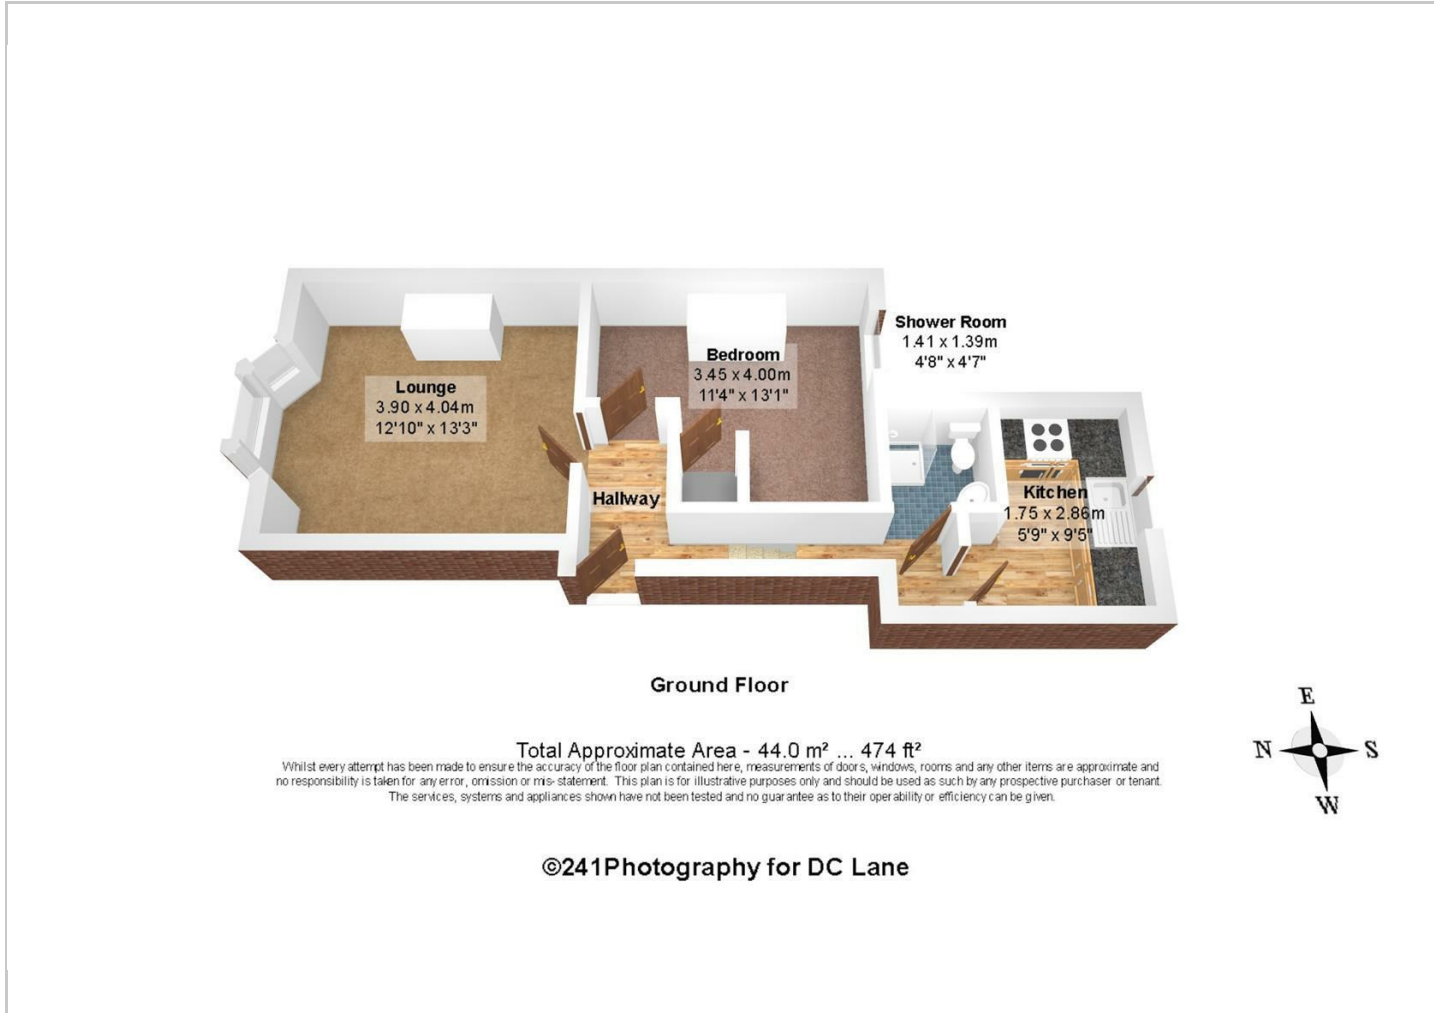 Lounge
3.90 x 4.04m
12'10" x 13'3"
Bedroom
3.45 x 4.00m
11'4" x 13'1"
Shower Room
1.41 x 1.39m
4'8" x 4'7"
Hallway
Kitchen
1.75 x 2.86m
5'9" x 9'5"
Ground Floor
Total Approximate Area - 44.0 m² ... 474 ft²
Whilst every attempt has been made to ensure the accuracy of the floor plan contained here, measurements of doors, windows, rooms and any other items are approximate and
no responsibility is taken for any error, omission or mis-statement. This plan is for illustrative purposes only and should be used as such by any prospective purchaser or tenant.
The services, systems and appliances shown have not been tested and no guarantee as to their operability or efficiency can be given.
E
N S
W
©241Photography for DC Lane